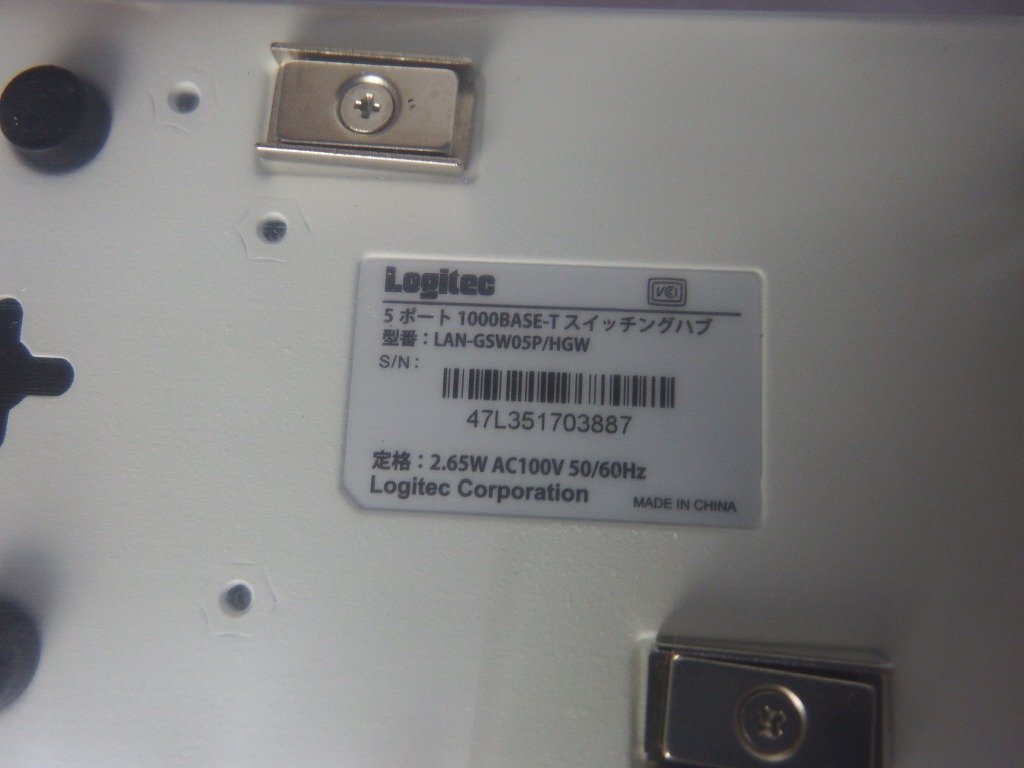 Logitec
VCI
5 ポート 1000BASE-T スイッチングハブ
型番：LAN-GSW05P/HGW
S/N：
47L351703887
定格：2.65W AC100V 50/60Hz
Logitec Corporation
MADE IN CHINA